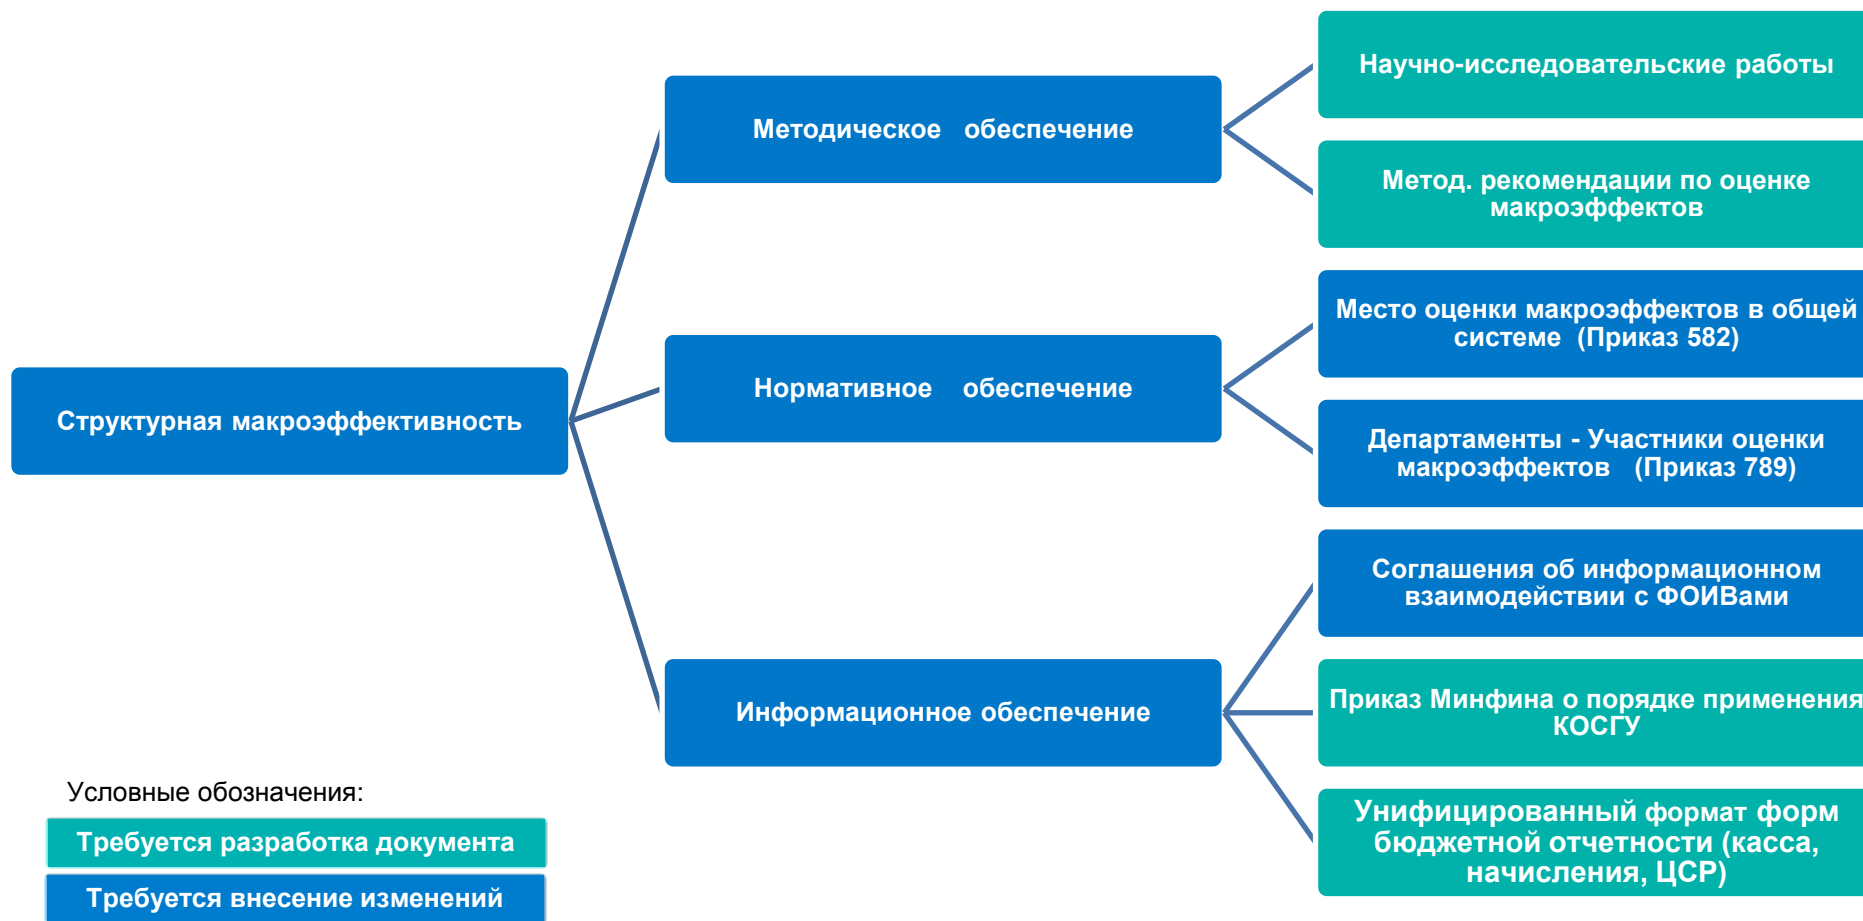 Научно-исследовательские работы
Методическое обеспечение
Метод. рекомендации по оценке
макроэффектов
Место оценки макроэффектов в общей
системе (Приказ 582)
Нормативное обеспечение
Структурная макроэффективность
Департаменты - Участники оценки
макроэффектов (Приказ 789)
Соглашения об информационном
взаимодействии с ФОИВами
Информационное обеспечение
Приказ Минфина о порядке применения
КОСГУ
Унифицированный формат форм
бюджетной отчетности (касса,
начисления, ЦСР)
Условные обозначения:
Требуется разработка документа
Требуется внесение изменений